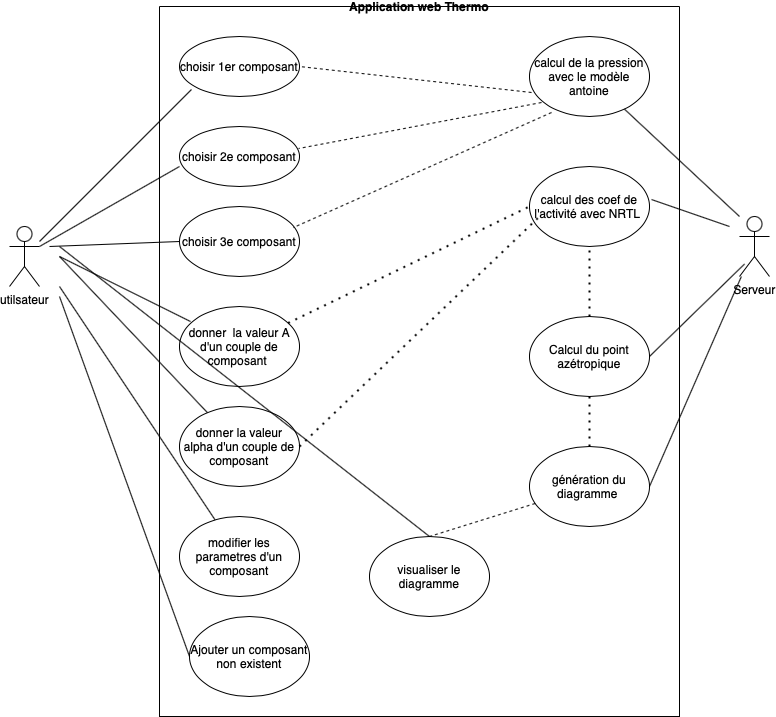 Application web Thermo
choisir 1er composant
calcul de la pression
avec le modèle
antoine
choisir 2e composant
calcul des coef de
l'activité avec NRTL
choisir 3e composant
utilsateur
Serveur
donner  la valeur A
d'un couple de
composant
Calcul du point
azétropique
donner la valeur
alpha d'un couple de
composant
génération du
diagramme
modifier les
parametres d'un
composant
visualiser le
diagramme
Ajouter un composant
non existent